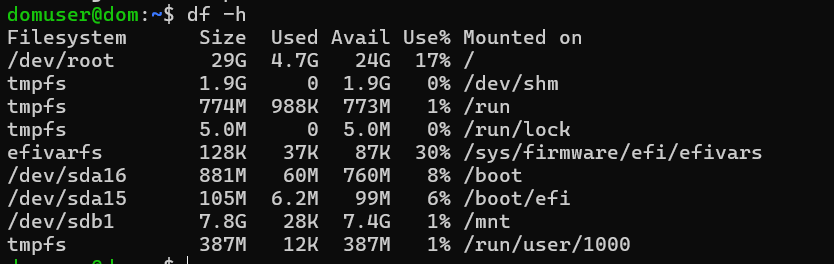 domuser@dom:~$ df -h
Filesystem      Size  Used Avail Use% Mounted on
/dev/root        29G  4.7G   24G  17% /
tmpfs           1.9G     0  1.9G   0% /dev/shm
tmpfs           774M  988K  773M   1% /run
tmpfs           5.0M     0  5.0M   0% /run/lock
efivarfs        128K   37K   87K  30% /sys/firmware/efi/efivars
/dev/sda16      881M   60M  760M   8% /boot
/dev/sda15      105M  6.2M   99M   6% /boot/efi
/dev/sdb1       7.8G   28K  7.4G   1% /mnt
tmpfs           387M   12K  387M   1% /run/user/1000